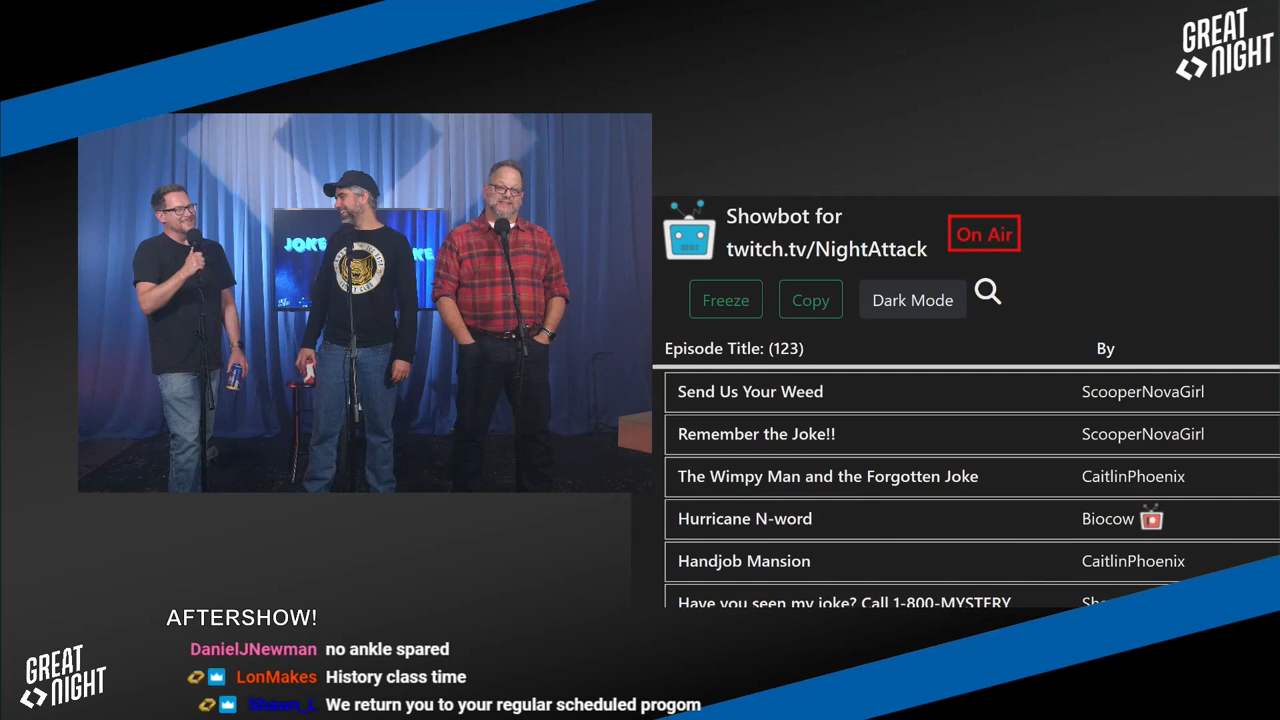 GREAT
NIGHT
JOKE
KE
Showbot for
twitch.tv/NightAttack
On Air
Freeze
Copy
Dark Mode
Episode Title: (123)
By
Send Us Your Weed
ScooperNovaGirl
Remember the Joke!!
ScooperNovaGirl
The Wimpy Man and the Forgotten Joke
CaitlinPhoenix
Hurricane N-word
Biocow
Handjob Mansion
CaitlinPhoenix
Have you seen my joke? Call 1-800-MYSTERY
AFTERSHOW!
DanielJNewman no ankle spared
LonMakes History class time
Shawn_L We return you to your regular scheduled progom
GREAT
NIGHT